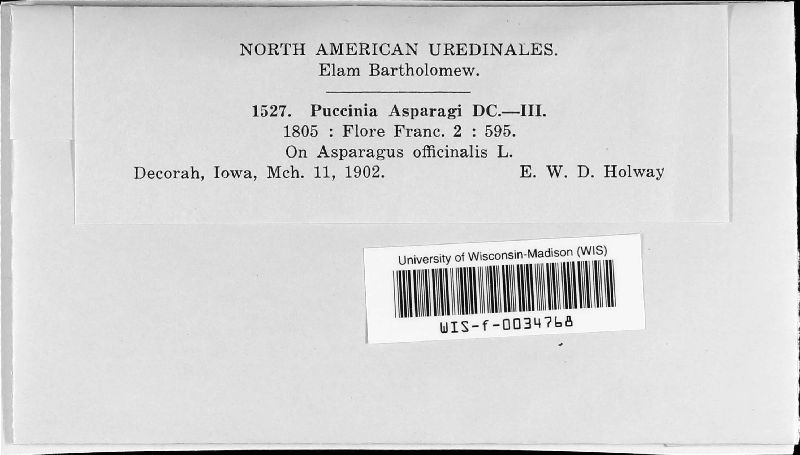 NORTH AMERICAN UREDINALES.
Elam Bartholomew.
1527. Puccinia Asparagi DC.—III.
1805 : Flore Franc. 2 : 595.
On Asparagus officinalis L.
Decorah, Iowa, Mch. 11, 1902. E. W. D. Holway
University of Wisconsin-Madison (WIS)
WIS-f-0034768